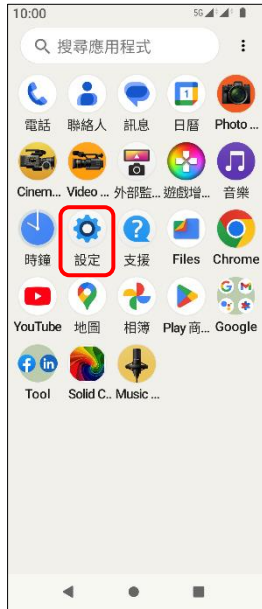 10:00 5G
搜尋應用程式
電話 聯絡人 訊息 日曆 Photo ...
Cinem... Video ... 外部監... 遊戲增... 音樂
時鐘 設定 支援 Files Chrome
YouTube 地圖 相簿 Play 商... Google
Tool Solid C.. Music ...